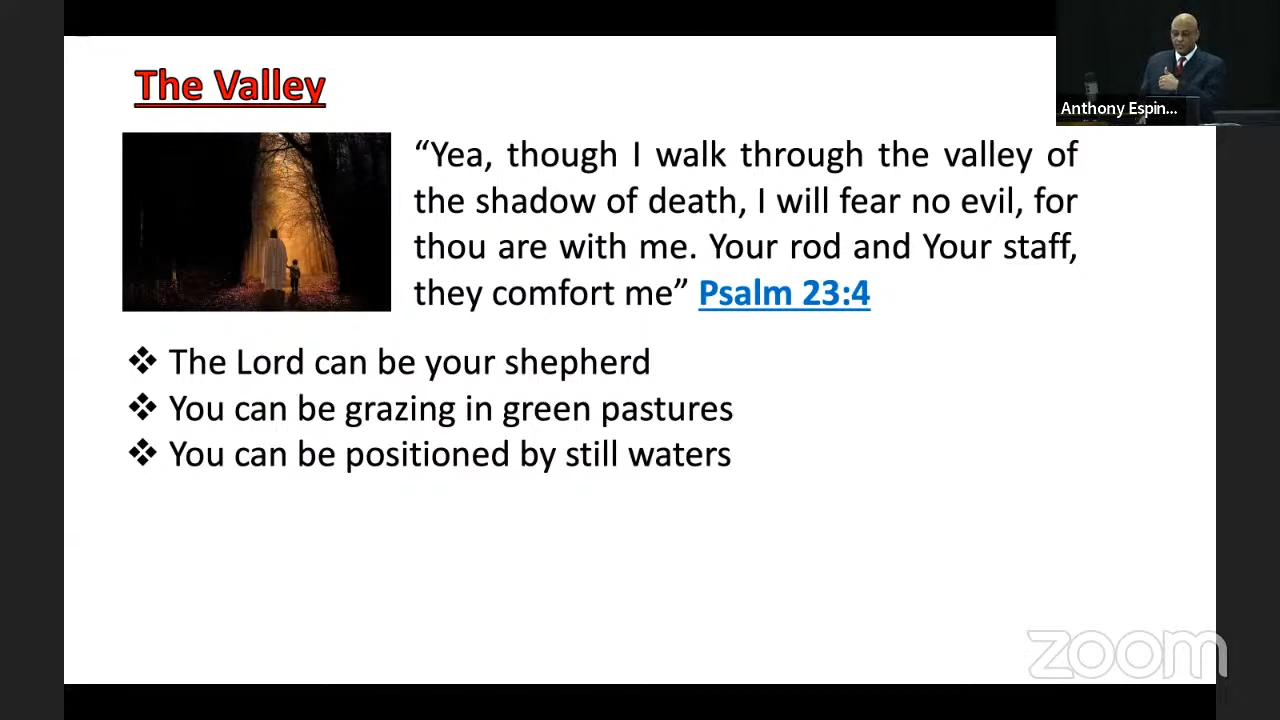 The Valley
Anthony Espin...
“Yea, though I walk through the valley of
the shadow of death, I will fear no evil, for
thou are with me. Your rod and Your staff,
they comfort me” Psalm 23:4
❖ The Lord can be your shepherd
❖ You can be grazing in green pastures
❖ You can be positioned by still waters
zoom